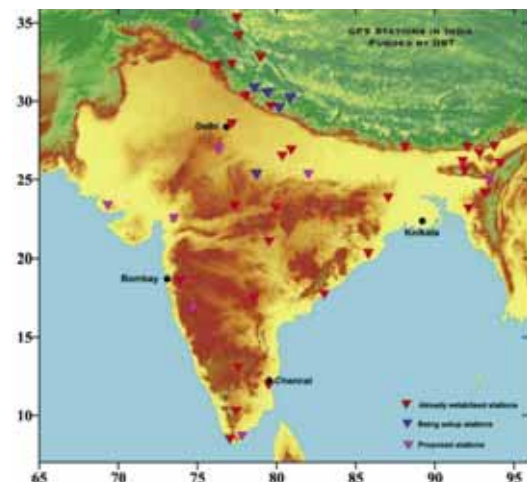 35
GPS STATIONS IN INDIA
FUNDED BY DST
30
Delhi
25
Kolkata
20
Bombay
15
Chennai
Already established stations
10
Being setup stations
Proposed stations
65 70 75 80 85 90 95